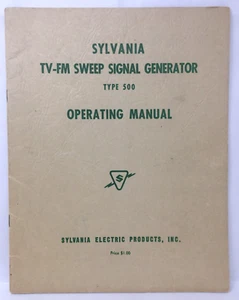 SYLVANIA
TV-FM SWEEP SIGNAL GENERATOR
TYPE 500
OPERATING MANUAL
S
SYLVANIA ELECTRIC PRODUCTS, INC.
Price $1.00